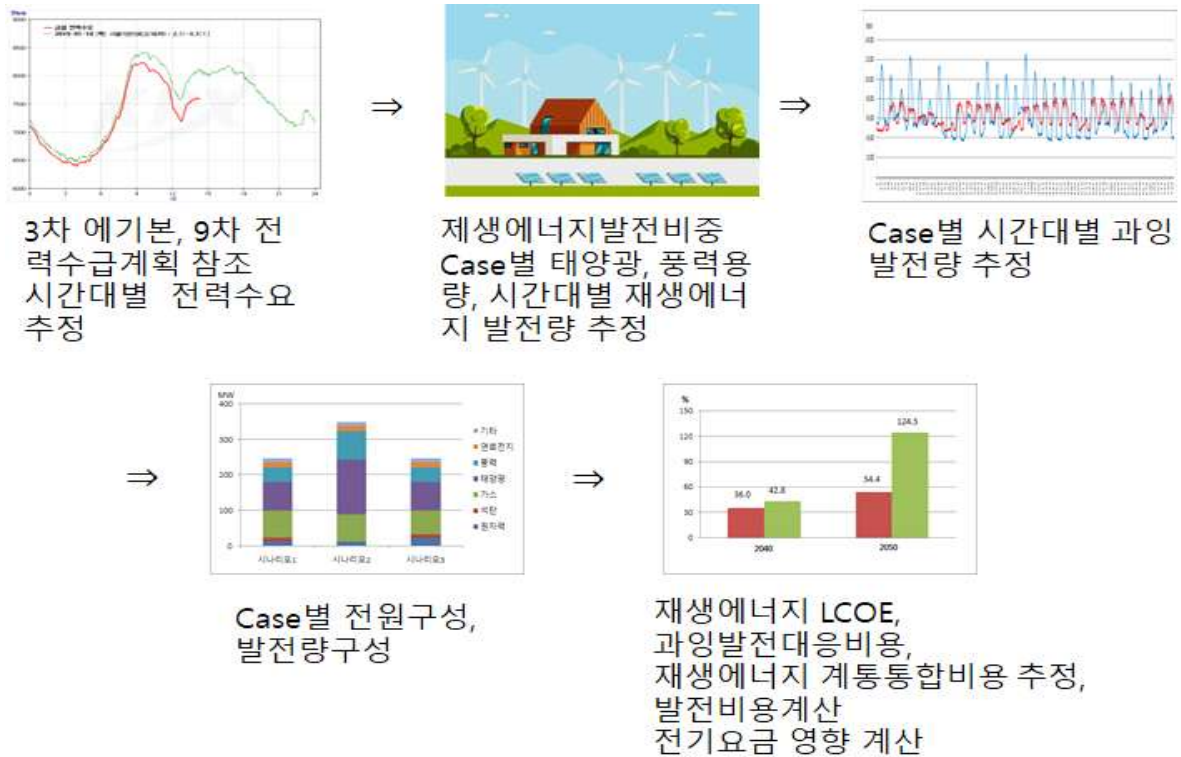 ⇒
⇒
3차 에기본, 9차 전
력수급계획 참조
시간대별 전력수요
추정
제생에너지발전비중
Case별 태양광, 풍력용
량, 시간대별 재생에너
지 발전량 추정
Case별 시간대별 과잉
발전량 추정
⇒
MW
400
300
200
100
0
기타
연료전지
풍력
태양광
가스
석탄
원자력
시나리오1 시나리오2 시나리오3
Case별 전원구성,
발전량구성
⇒
%
150
120
90
60
30
0
36.0 42.8
54.4 124.5
2040 2050
재생에너지 LCOE,
과잉발전대응비용,
재생에너지 계통통합비용 추정,
발전비용계산
전기요금 영향 계산